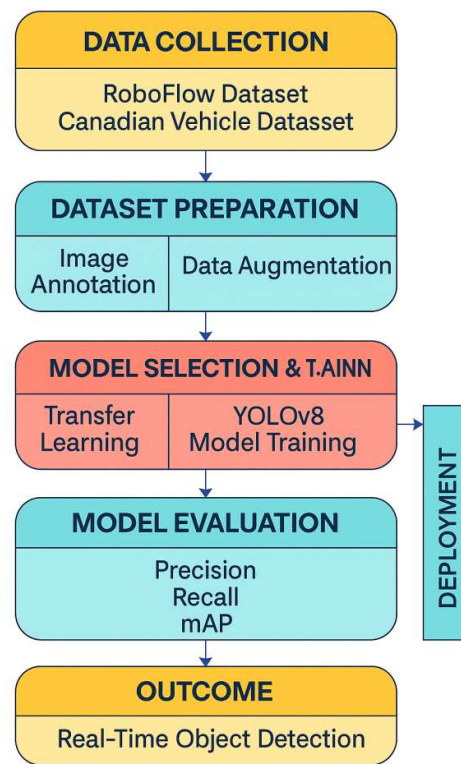 DATA COLLECTION
RoboFlow Dataset
Canadian Vehicle Datasset
DATASET PREPARATION
Image
Annotation
Data Augmentation
MODEL SELECTION & T.AINN
Transfer
Learning
YOLOv8
Model Training
DEPLOYMENT
MODEL EVALUATION
Precision
Recall
mAP
OUTCOME
Real-Time Object Detection